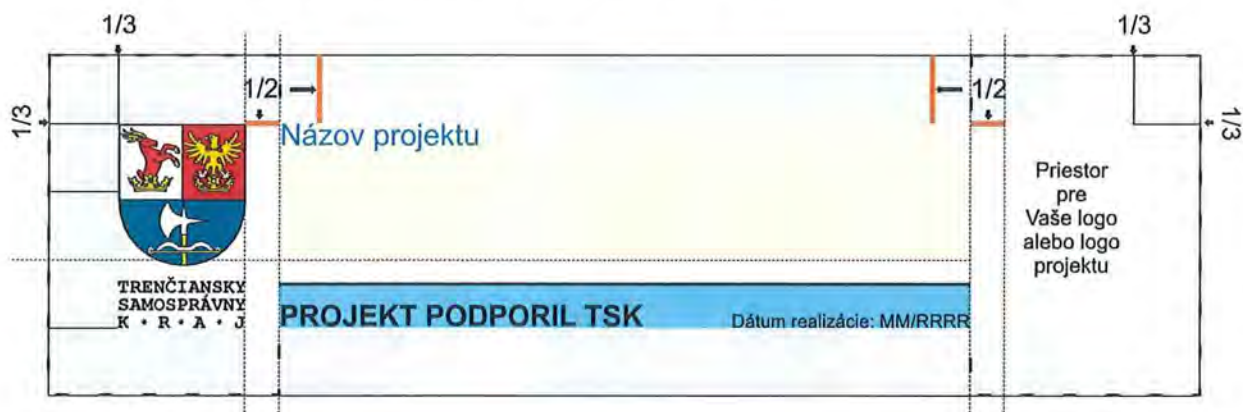 1/3
1/3
1/2
1/2
1/3
1/3
Názov projektu
Priestor
pre
Vaše logo
alebo logo
projektu
TRENČIANSKY
SAMOSPRÁVNY
K · R · A · J
PROJEKT PODPORIL TSK
Dátum realizácie: MM/RRRR